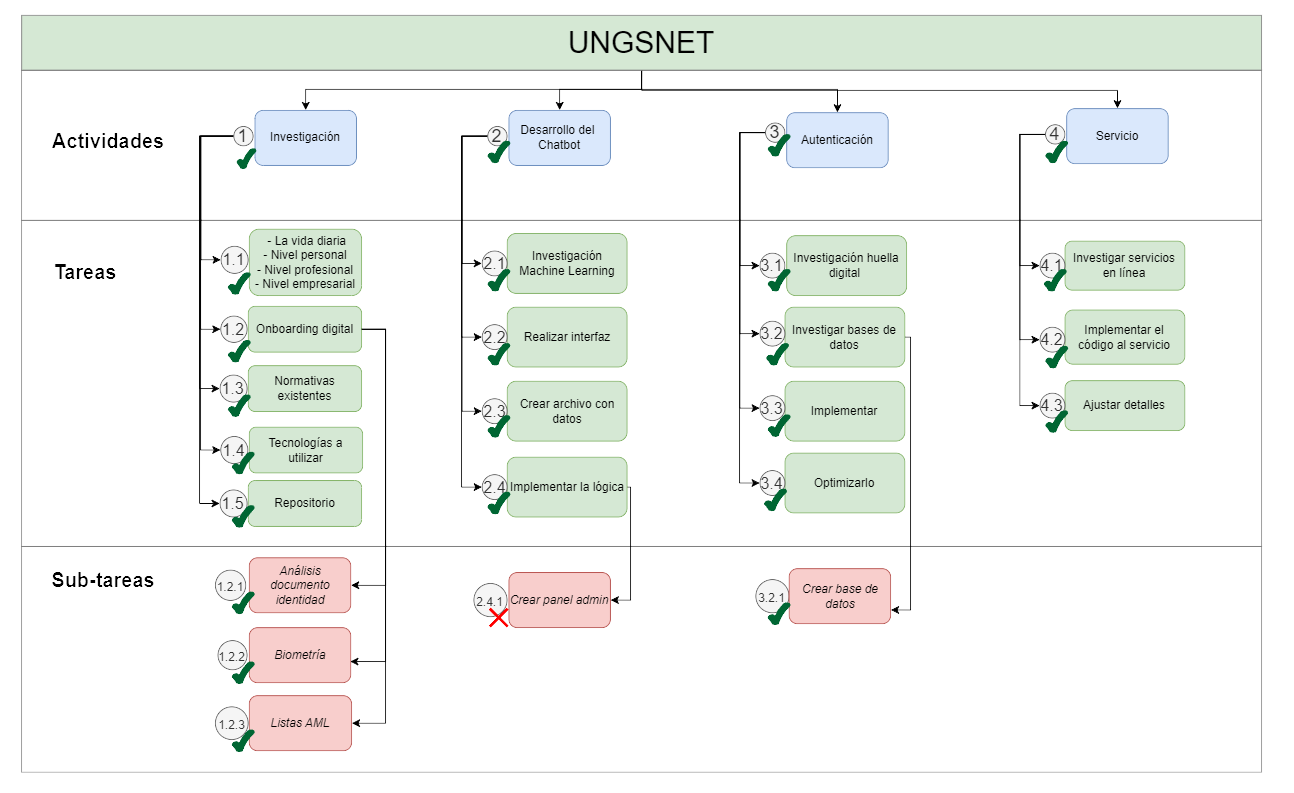 UNGSNET
Actividades
1
Investigación
2
Desarrollo del
Chatbot
3
Autenticación
4
Servicio
Tareas
1.1
- La vida diaria
- Nivel personal
- Nivel profesional
- Nivel empresarial
1.2
Onboarding digital
1.3
Normativas
existentes
1.4
Tecnologías a
utilizar
1.5
Repositorio
2.1
Investigación
Machine Learning
2.2
Realizar interfaz
2.3
Crear archivo con
datos
2.4
Implementar la lógica
3.1
Investigación huella
digital
3.2
Investigar bases de
datos
3.3
Implementar
3.4
Optimizarlo
4.1
Investigar servicios
en línea
4.2
Implementar el
código al servicio
4.3
Ajustar detalles
Sub-tareas
1.2.1
Análisis
documento
identidad
1.2.2
Biometría
1.2.3
Listas AML
2.4.1
Crear panel admin
3.2.1
Crear base de
datos